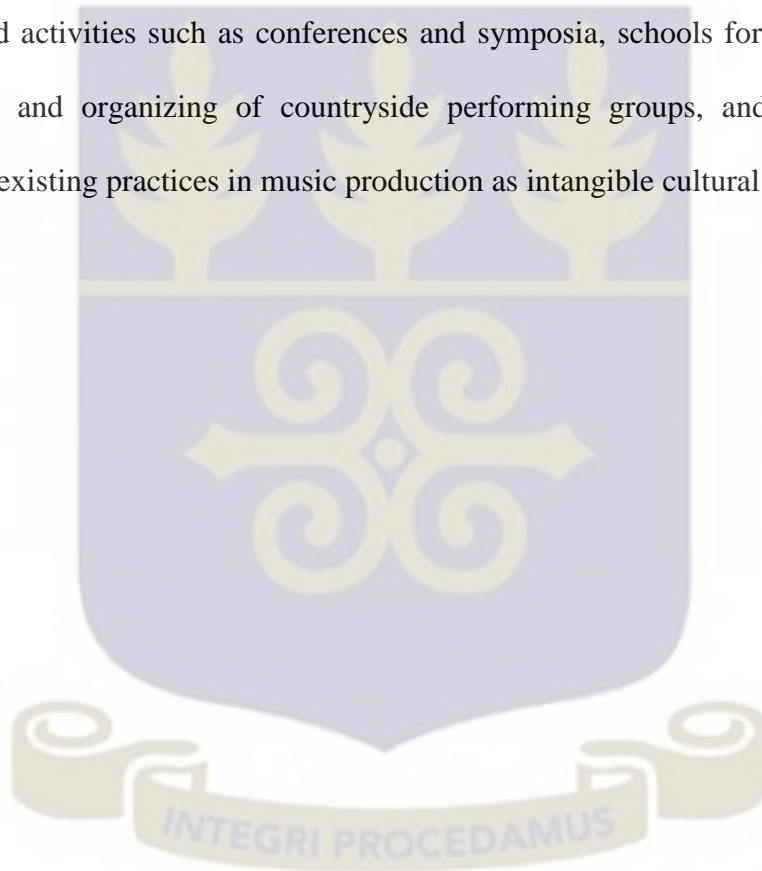 d activities such as conferences and symposia, schools for
and organizing of countryside performing groups, and
existing practices in music production as intangible cultural
INTEGRI PROCEDAMUS